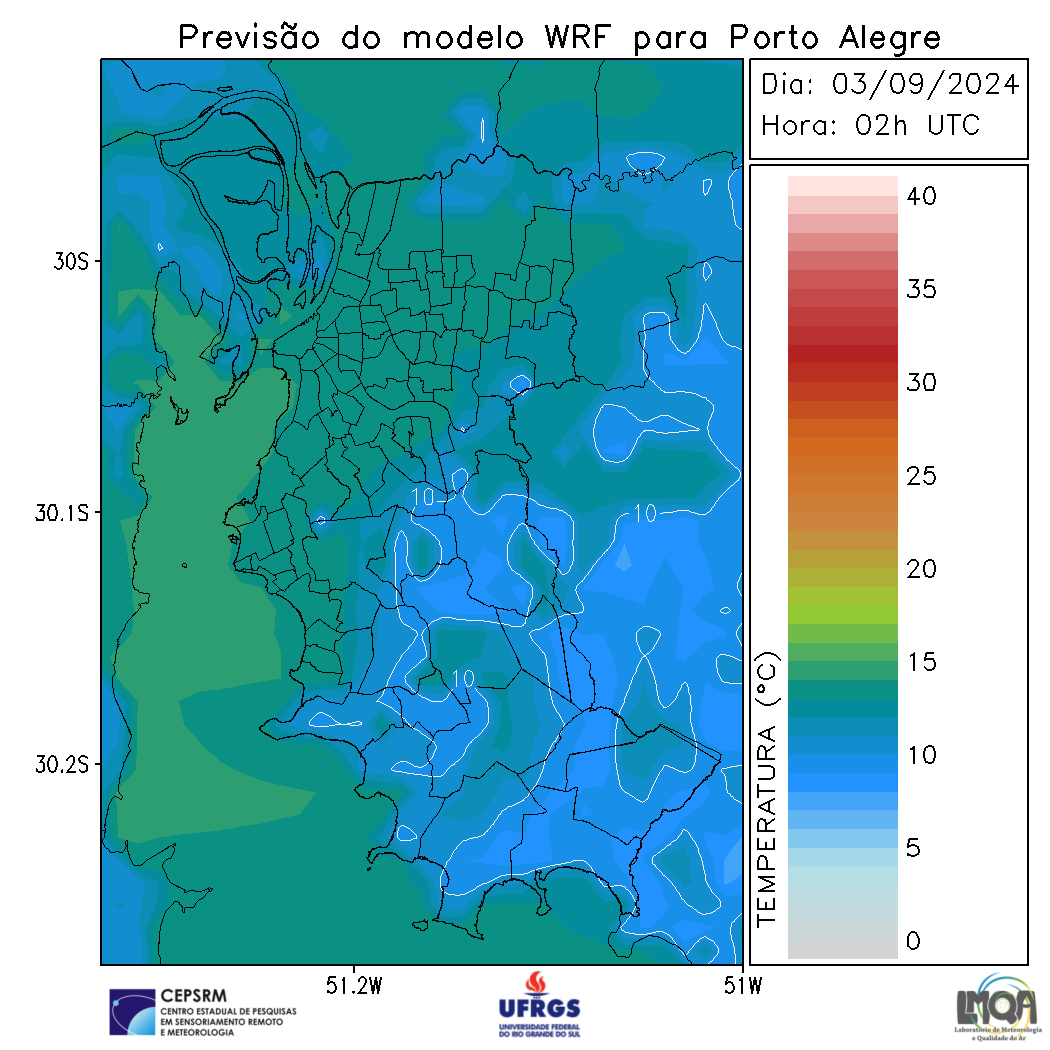 Previsão do modelo WRF para Porto Alegre
Dia: 03/09/2024
Hora: 02h UTC
40
35
30
25
20
15
10
5
0
TEMPERATURA (°C)
30S
30.1S
30.2S
10
10
10
51.2W
51W
CEPSRM
CENTRO ESTADUAL DE PESQUISAS
EM SENSORIAMENTO REMOTO
E METEOROLOGIA
UFRGS
UNIVERSIDADE FEDERAL
DO RIO GRANDE DO SUL
LMQA
Laboratório de Meteorologia
e Qualidade do Ar